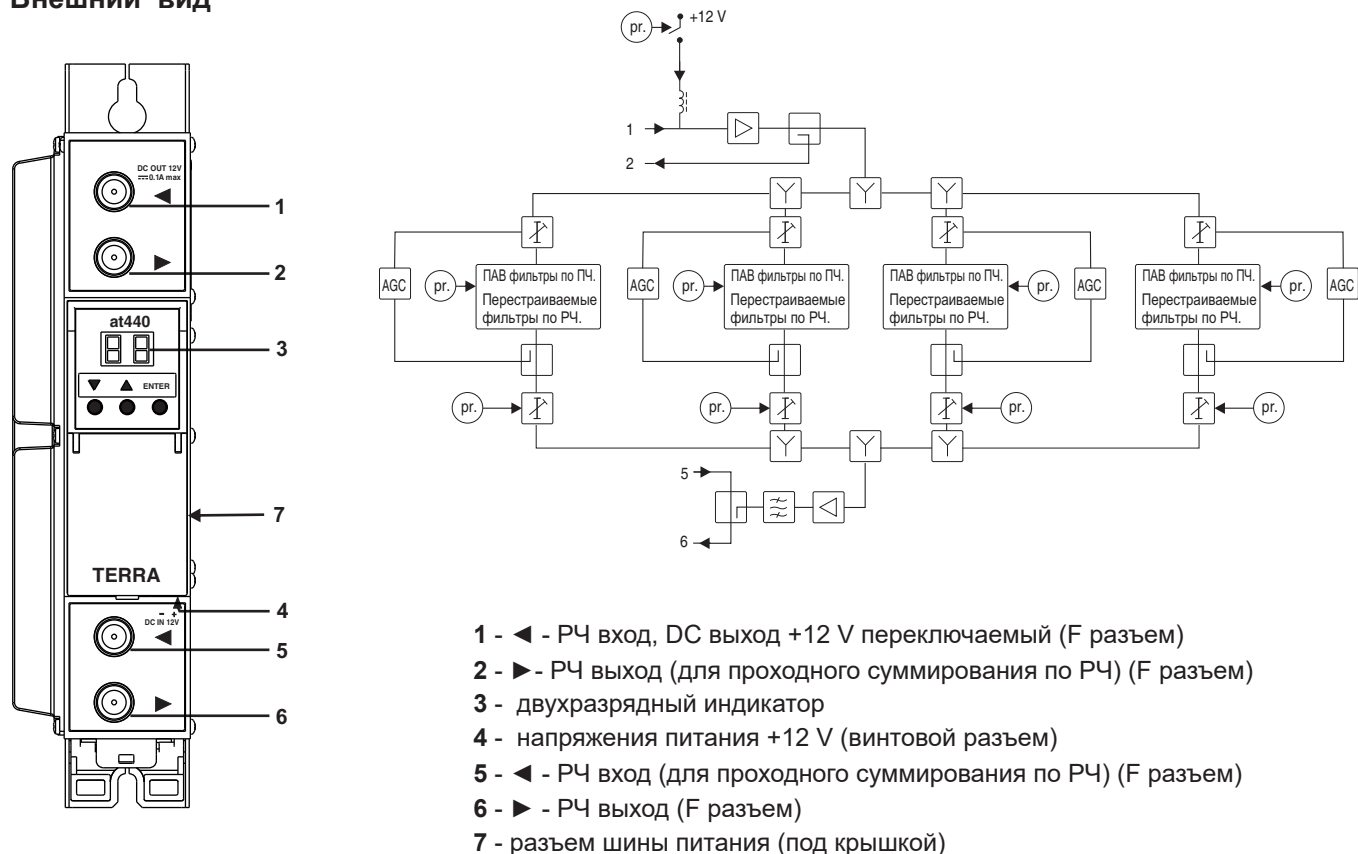 Внешний вид
DC OUT 12V
0.1A max
1
2
at440
3
ENTER
7
TERRA
4
- +
DC IN 12V
5
6
pr.
+12 V
1
2
AGC
pr.
ПАВ фильтры по ПЧ.
Перестраиваемые
фильтры по РЧ.
AGC
pr.
ПАВ фильтры по ПЧ.
Перестраиваемые
фильтры по РЧ.
pr.
AGC
ПАВ фильтры по ПЧ.
Перестраиваемые
фильтры по РЧ.
pr.
AGC
ПАВ фильтры по ПЧ.
Перестраиваемые
фильтры по РЧ.
pr.
pr.
pr.
pr.
5
6
1 - ◄ - РЧ вход, DC выход +12 V переключаемый (F разъем)
2 - ►- РЧ выход (для проходного суммирования по РЧ) (F разъем)
3 - двухразрядный индикатор
4 - напряжения питания +12 V (винтовой разъем)
5 - ◄ - РЧ вход (для проходного суммирования по РЧ) (F разъем)
6 - ► - РЧ выход (F разъем)
7 - разъем шины питания (под крышкой)